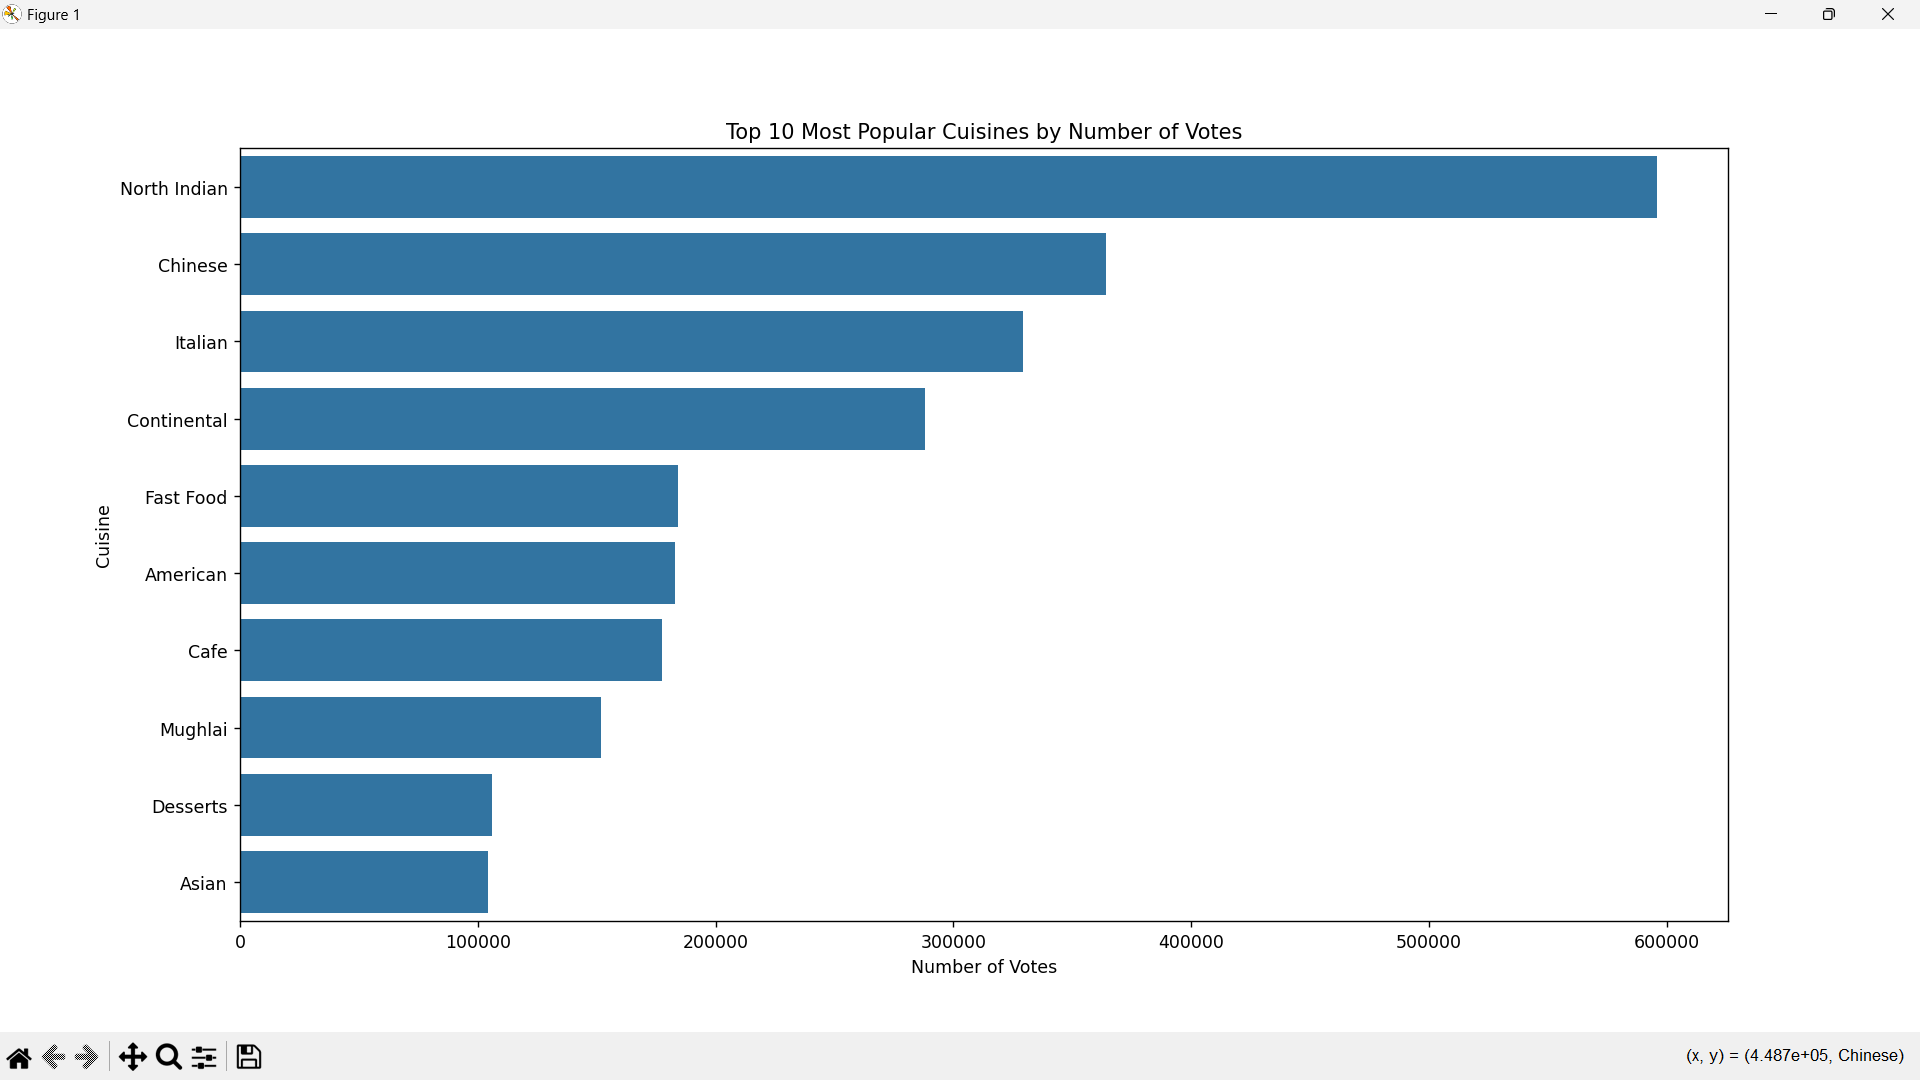 Figure 1
Top 10 Most Popular Cuisines by Number of Votes
North Indian
Chinese
Italian
Continental
Fast Food
American
Cafe
Mughlai
Desserts
Asian
Cuisine
0 100000 200000 300000 400000 500000 600000
Number of Votes
(x, y) = (4.487e+05, Chinese)